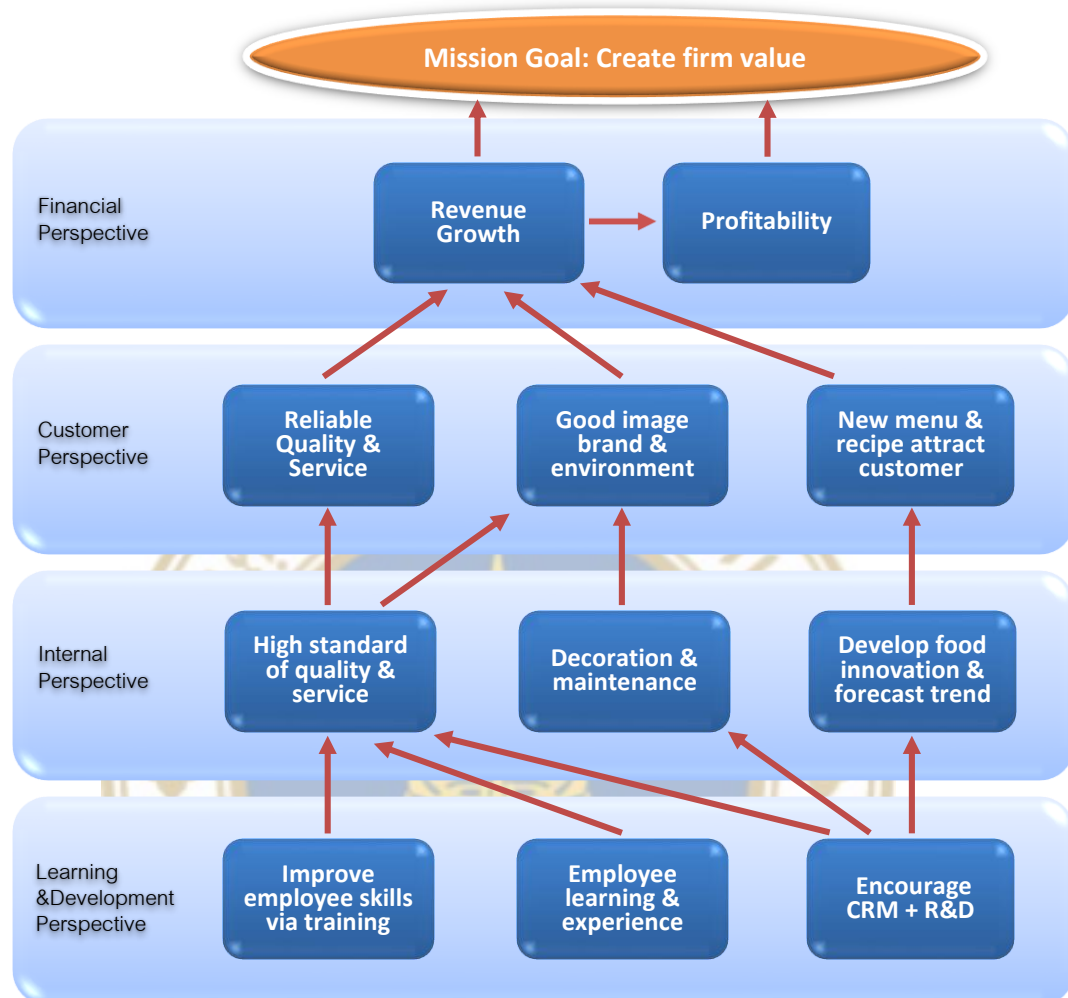 Mission Goal: Create firm value
Financial
Perspective
Revenue
Growth
Profitability
Customer
Perspective
Reliable
Quality &
Service
Good image
brand &
environment
New menu &
recipe attract
customer
Internal
Perspective
High standard
of quality &
service
Decoration &
maintenance
Develop food
innovation &
forecast trend
Learning
&Development
Perspective
Improve
employee skills
via training
Employee
learning &
experience
Encourage
CRM + R&D